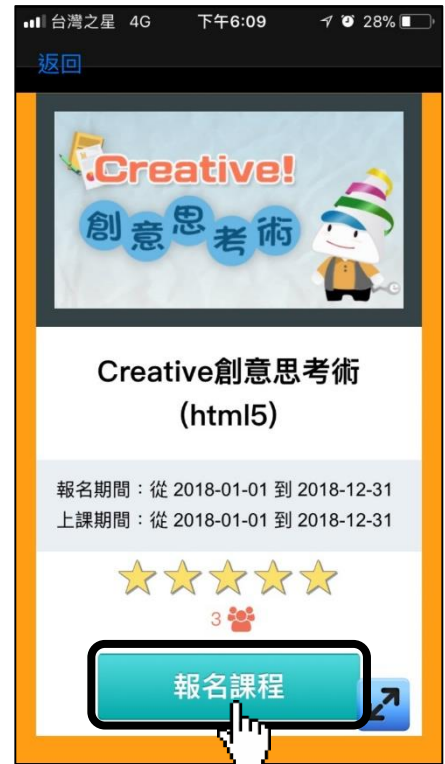 台灣之星 4G 下午6:09 28%
返回
Creative!
創意思考術
Creative創意思考術
(html5)
報名期間：從 2018-01-01 到 2018-12-31
上課期間：從 2018-01-01 到 2018-12-31
3
報名課程